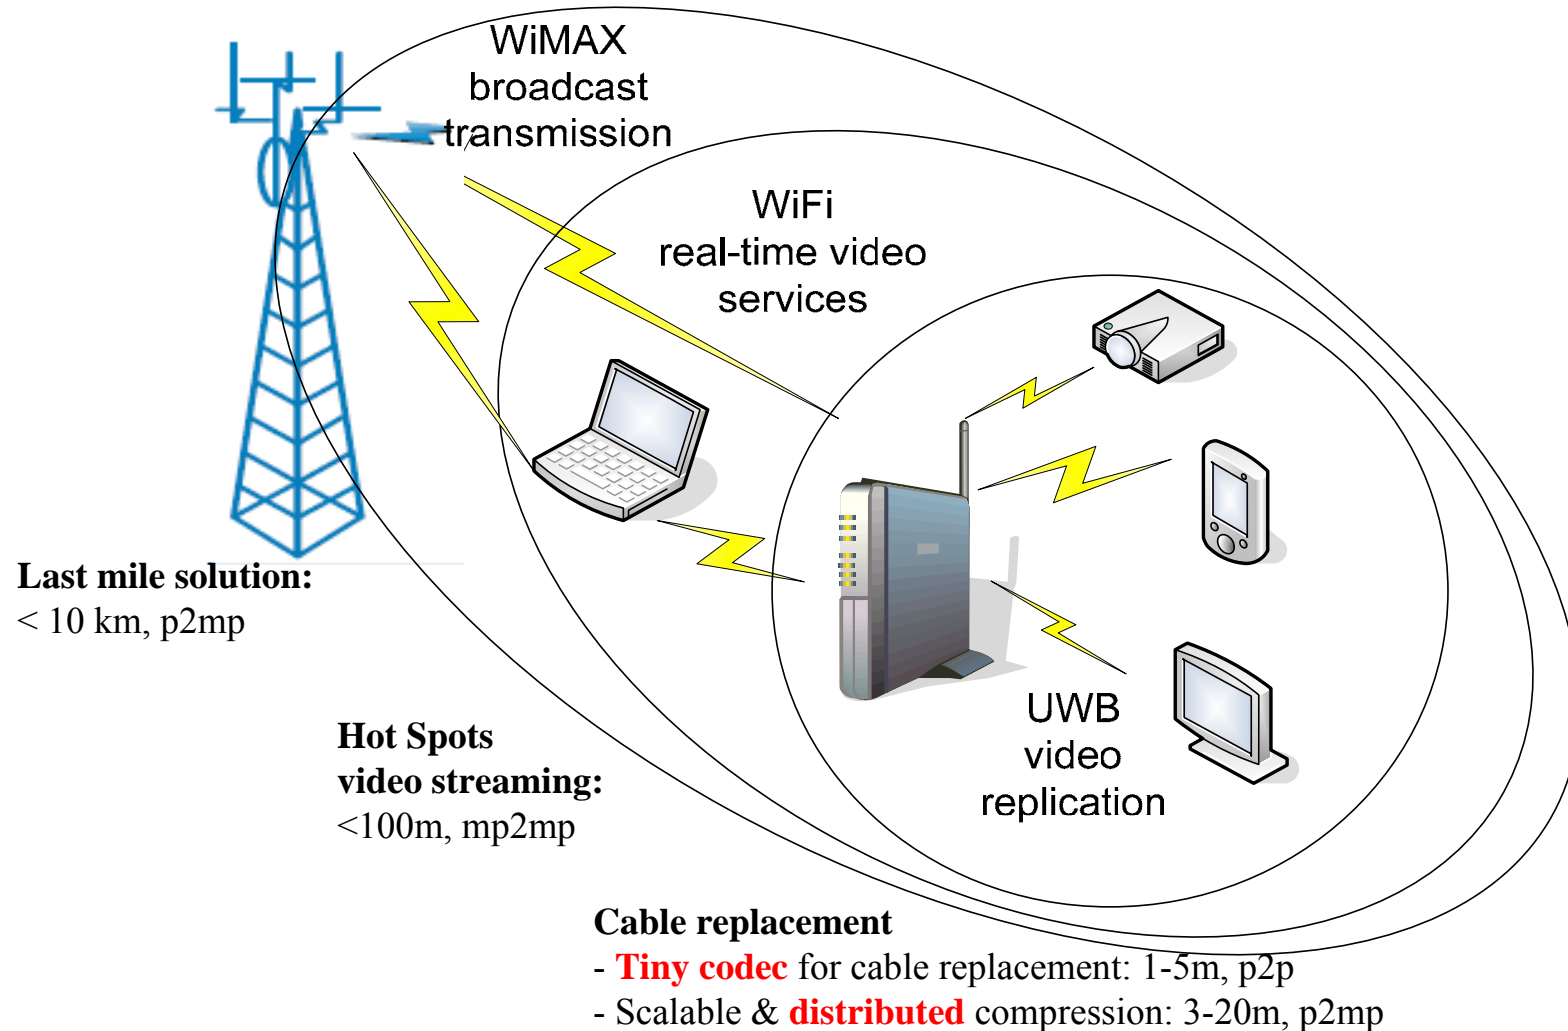 WiMAX
broadcast
transmission
WiFi
real-time video
services
Last mile solution:
< 10 km, p2mp
UWB
video
replication
Hot Spots
video streaming:
<100m, mp2mp
Cable replacement
- Tiny codec for cable replacement: 1-5m, p2p
- Scalable & distributed compression: 3-20m, p2mp